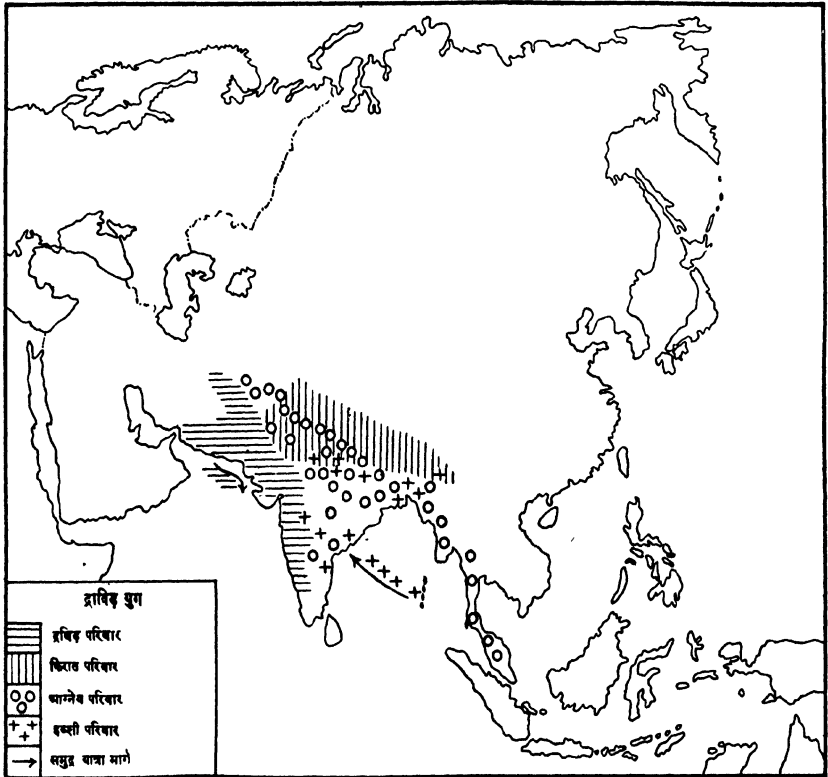 द्राविड़ युग
द्रविड़ परिवार
किरात परिवार
आग्नेय परिवार
हब्शी परिवार
समुद्र यात्रा मार्ग